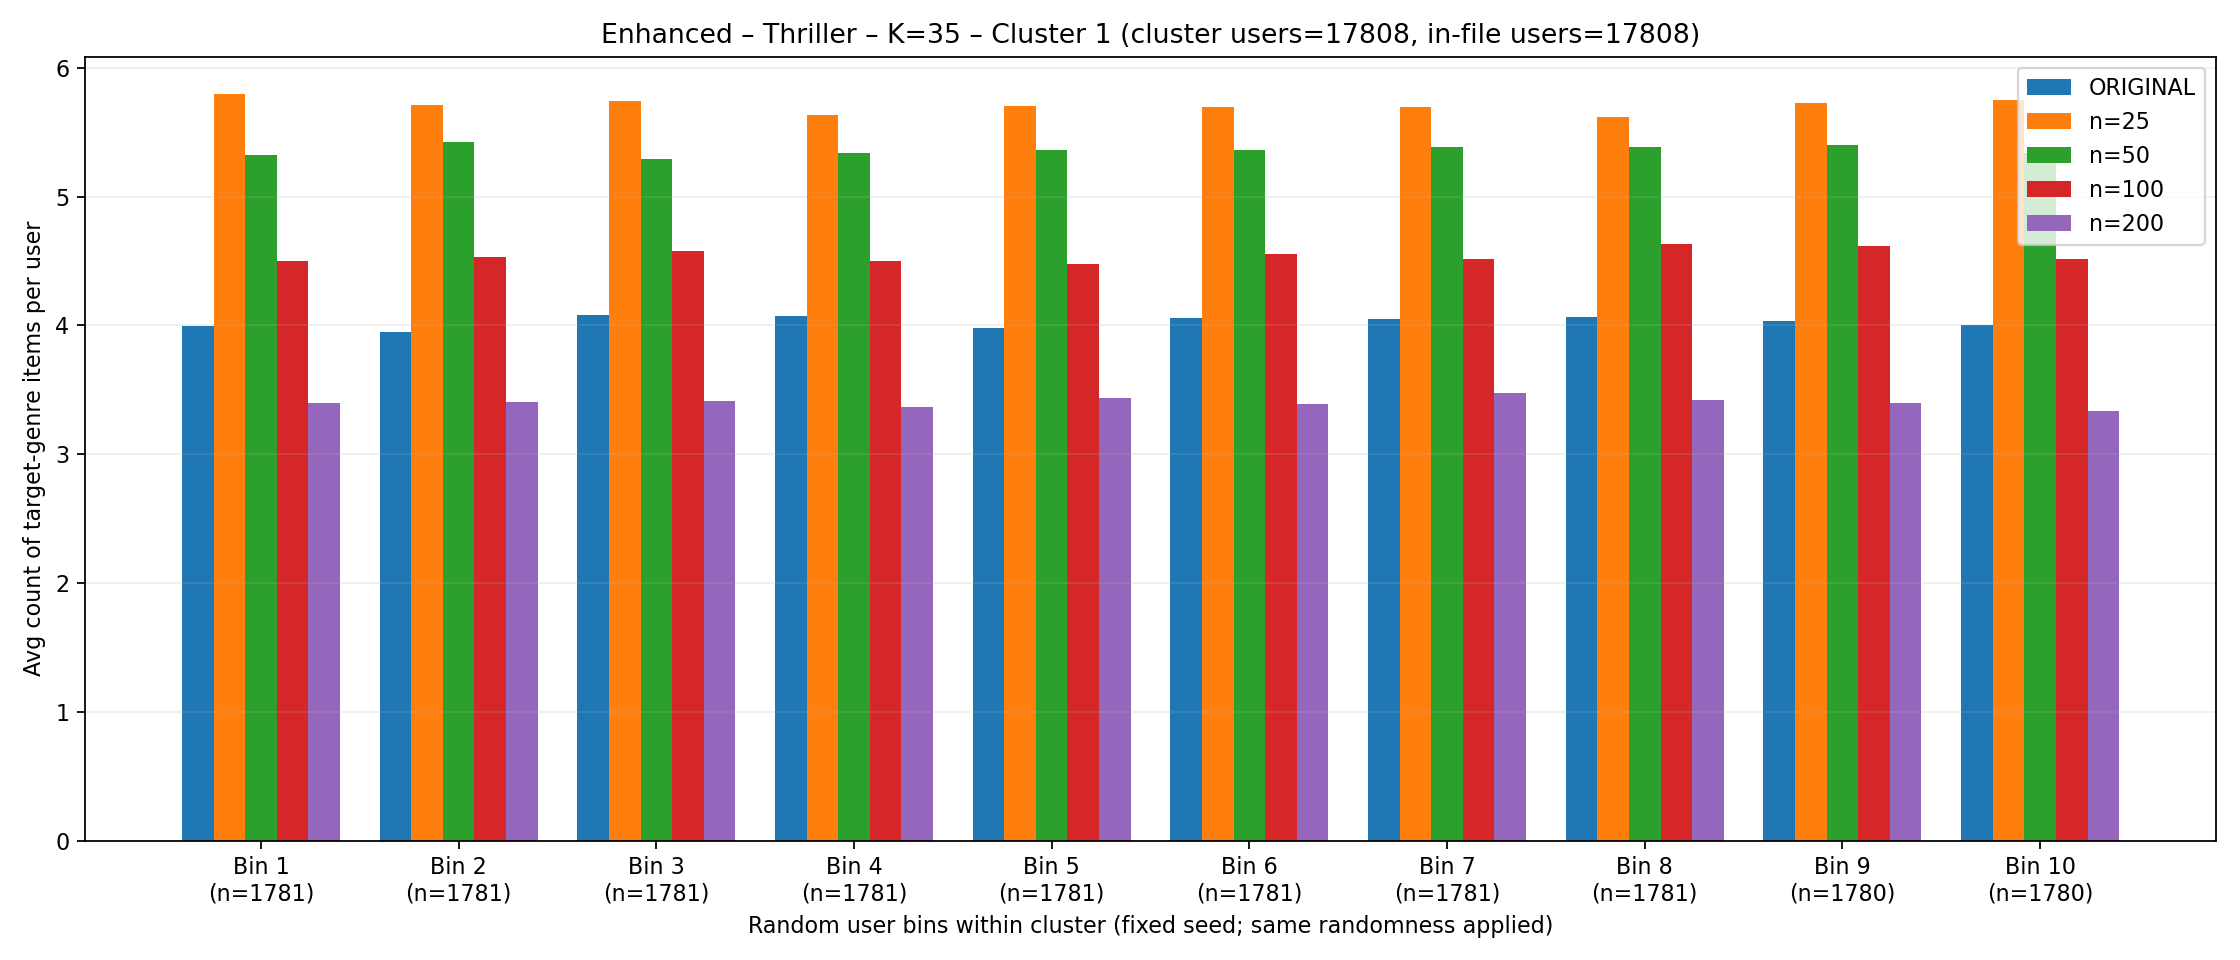 Enhanced – Thriller – K=35 – Cluster 1 (cluster users=17808, in-file users=17808)
ORIGINAL
n=25
n=50
n=100
n=200
Avg count of target-genre items per user
6
5
4
3
2
1
0
Bin 1 Bin 2 Bin 3 Bin 4 Bin 5 Bin 6 Bin 7 Bin 8 Bin 9 Bin 10
(n=1781) (n=1781) (n=1781) (n=1781) (n=1781) (n=1781) (n=1781) (n=1781) (n=1780) (n=1780)
Random user bins within cluster (fixed seed; same randomness applied)